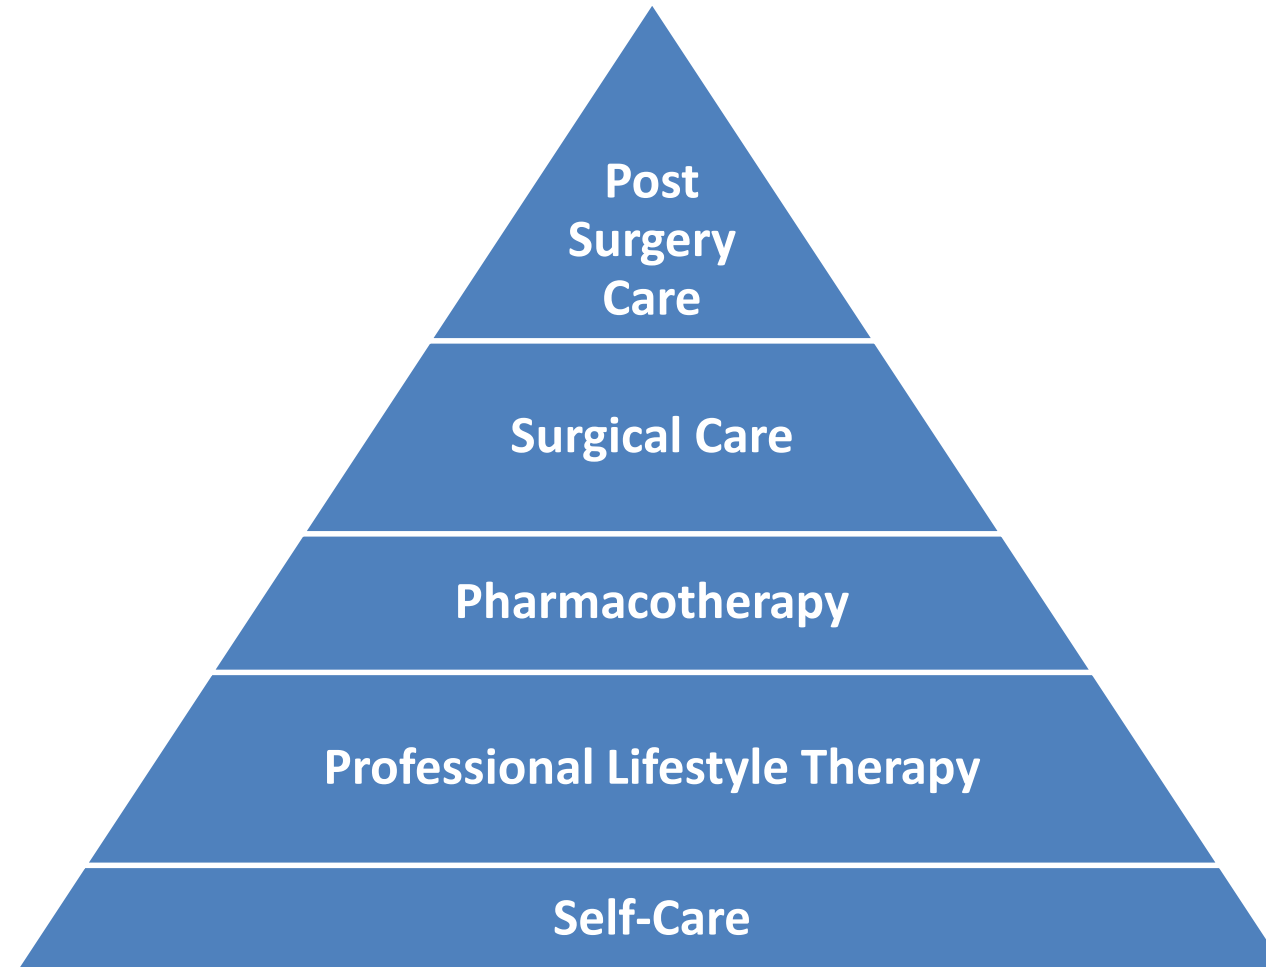 Post
Surgery
Care
Surgical Care
Pharmacotherapy
Professional Lifestyle Therapy
Self-Care